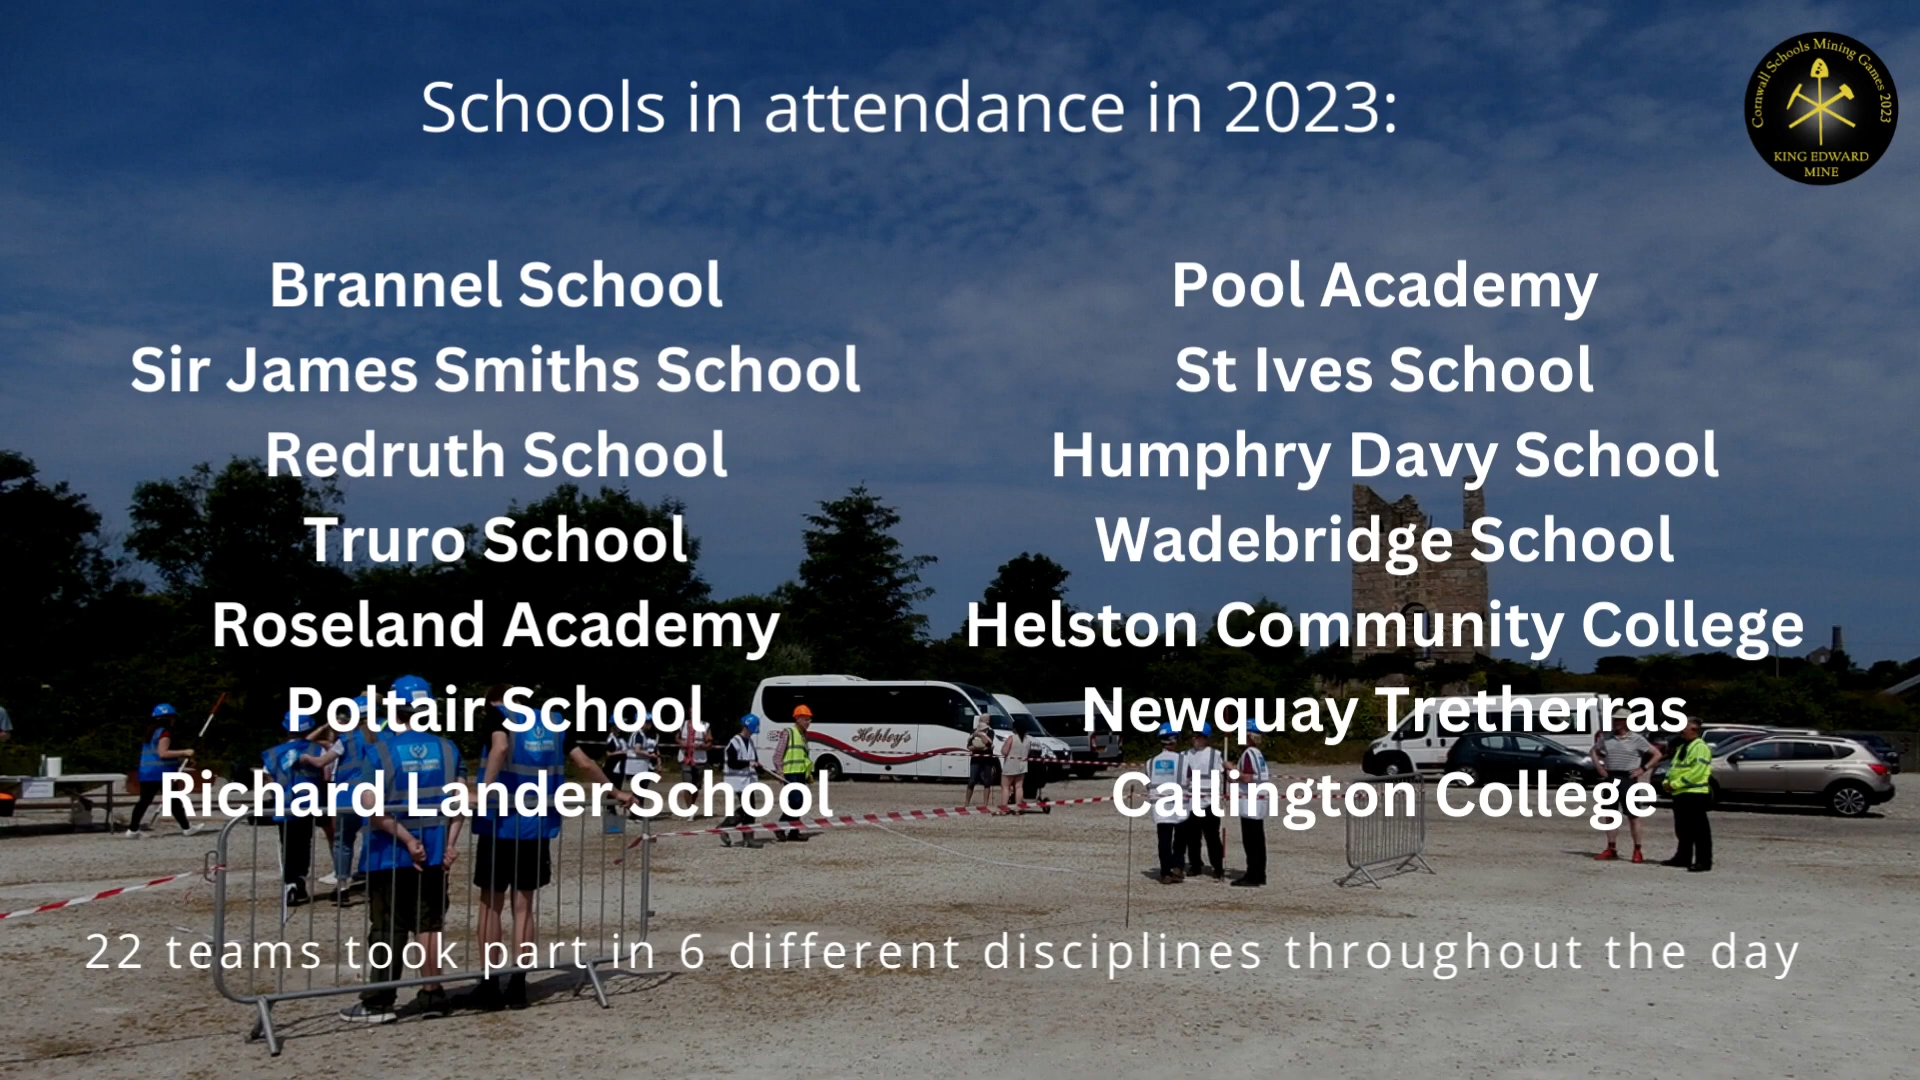 Schools in attendance in 2023:
Cornwall Schools Mining Games 2023
KING EDWARD
MINE
Brannel School
Sir James Smiths School
Redruth School
Truro School
Roseland Academy
Poltair School
Richard Lander School
Pool Academy
St Ives School
Humphry Davy School
Wadebridge School
Helston Community College
Newquay Tretherras
Callington College
Hopley's
22 teams took part in 6 different disciplines throughout the day